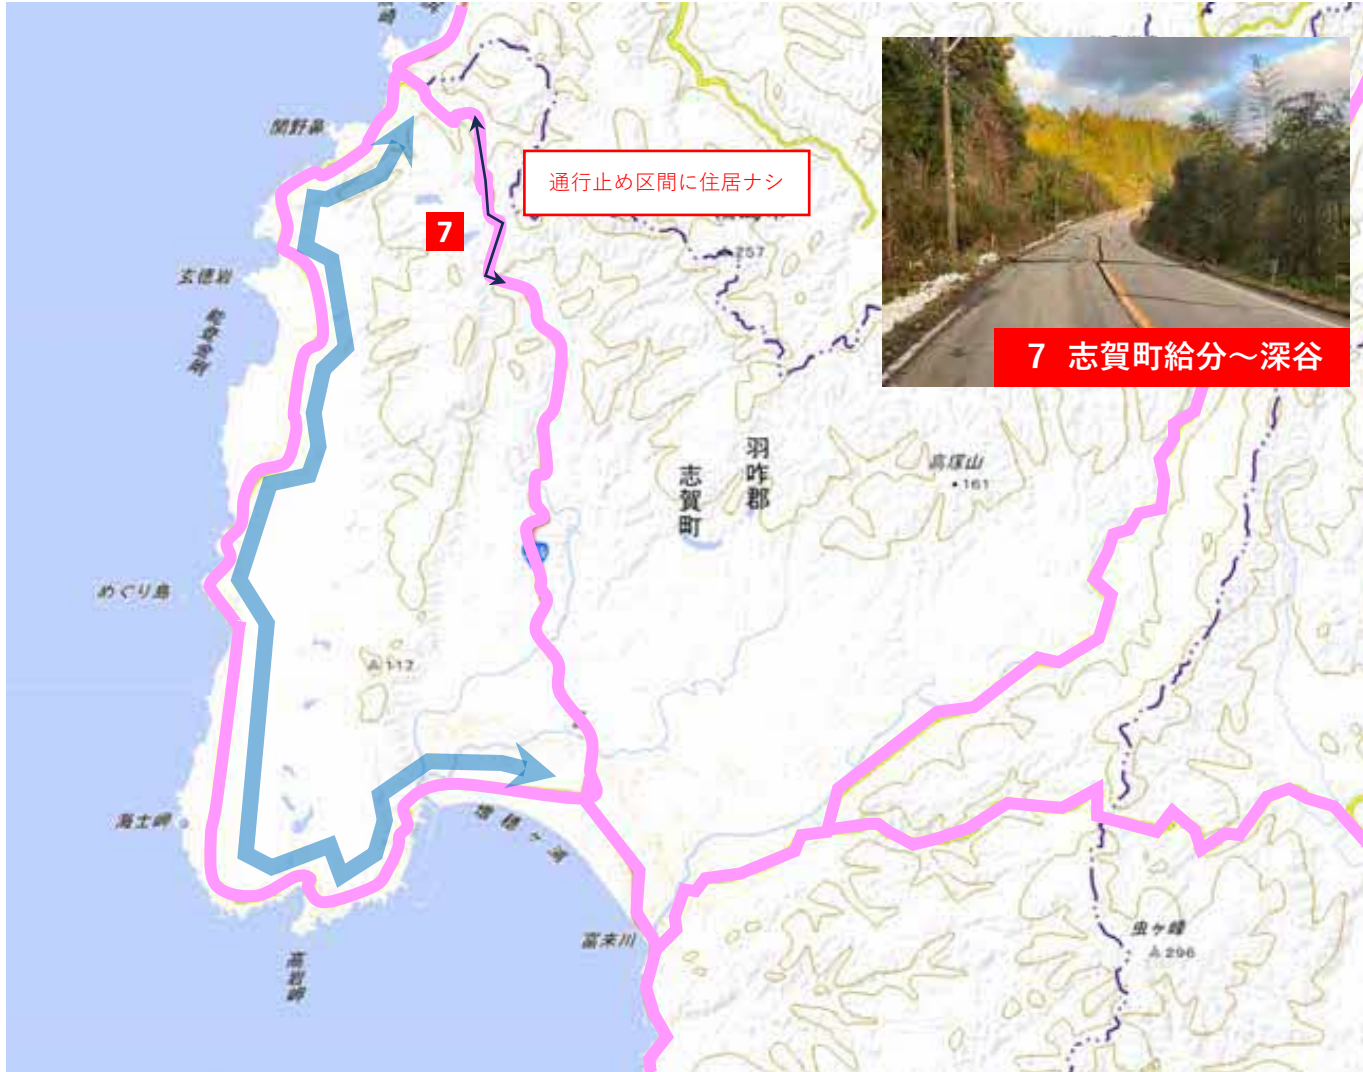 関野鼻
通行止め区間に住居ナシ
7
257
玄徳岩
能登金剛
7 志賀町給分～深谷
羽咋郡
志賀町
高塚山
161
めぐり島
117
海士岬
増穂ヶ浦
富来川
高岩岬
虫ヶ峰
296